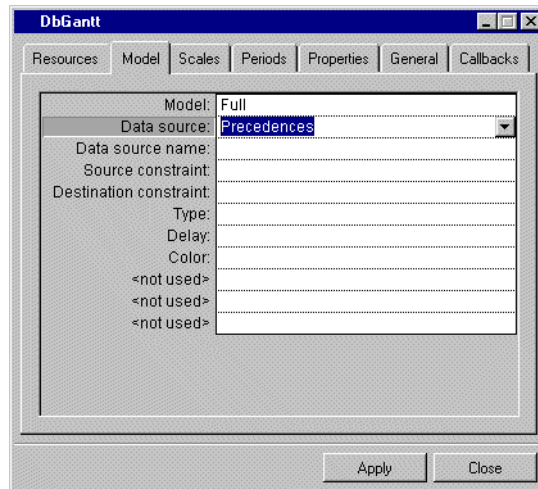 DbGantt
Resources Model Scales Periods Properties General Callbacks
Model: Full
Data source: Precedences
Data source name:
Source constraint:
Destination constraint:
Type:
Delay:
Color:
<not used>
<not used>
<not used>
Apply Close